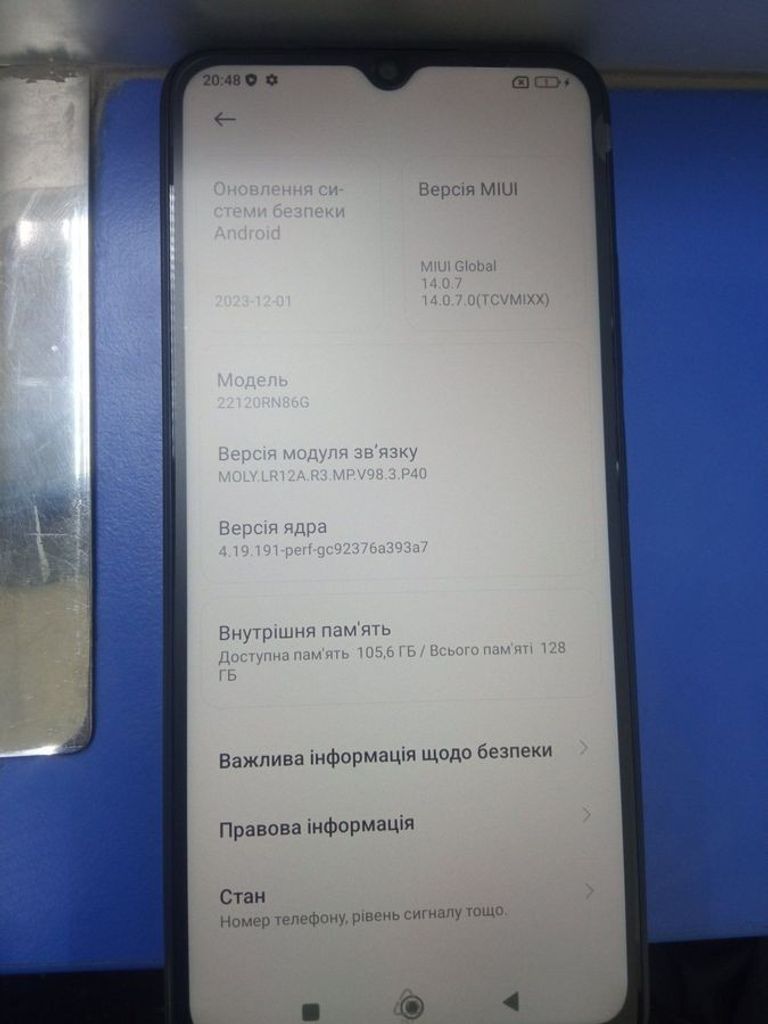 20:48
Оновлення си-
стеми безпеки
Android
2023-12-01
Версія MIUI
MIUI Global
14.0.7
14.0.7.0(TCVMIXX)
Модель
22120RN86G
Версія модуля зв’язку
MOLY.LR12A.R3.MP.V98.3.P40
Версія ядра
4.19.191-perf-gc92376a393a7
Внутрішня пам'ять
Доступна пам'ять 105,6 ГБ / Всього пам'яті 128
ГБ
Важлива інформація щодо безпеки
Правова інформація
Стан
Номер телефону, рівень сигналу тощо.